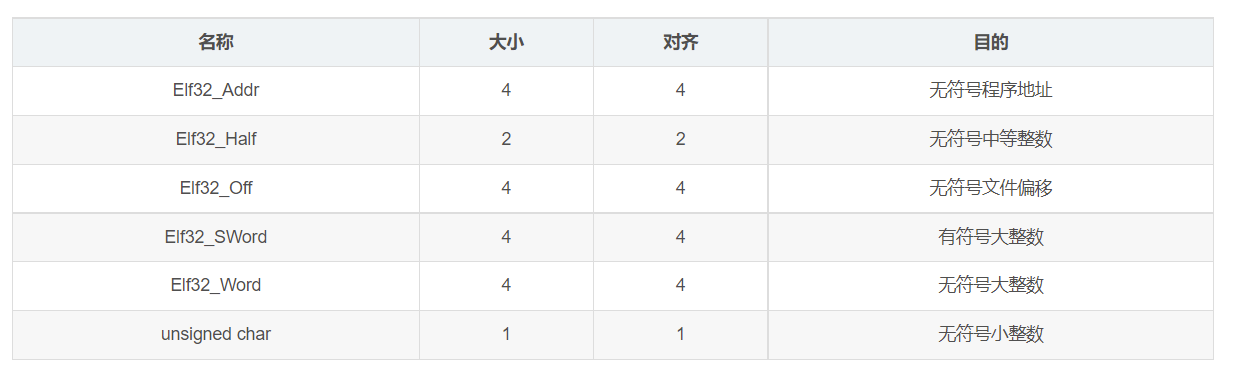 名称 大小 对齐 目的
Elf32_Addr 4 4 无符号程序地址
Elf32_Half 2 2 无符号中等整数
Elf32_Off 4 4 无符号文件偏移
Elf32_SWord 4 4 有符号大整数
Elf32_Word 4 4 无符号大整数
unsigned char 1 1 无符号小整数